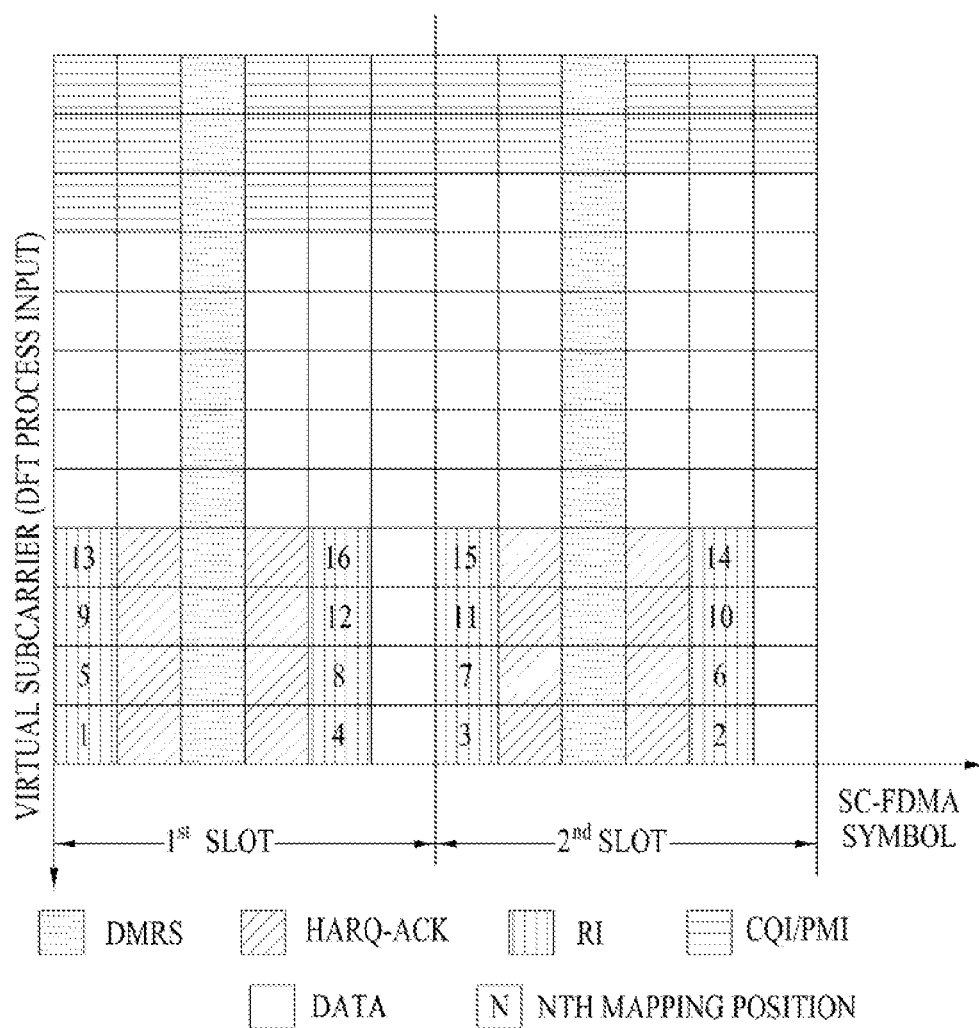 VIRTUAL SUBCARRIER (DFT PROCESS INPUT)
13 16 15 14
9 12 11 10
5 8 7 6
1 4 3 2
SC-FDMA
SYMBOL
1st SLOT 2nd SLOT
DMRS HARQ-ACK RI CQI/PMI
DATA N NTH MAPPING POSITION